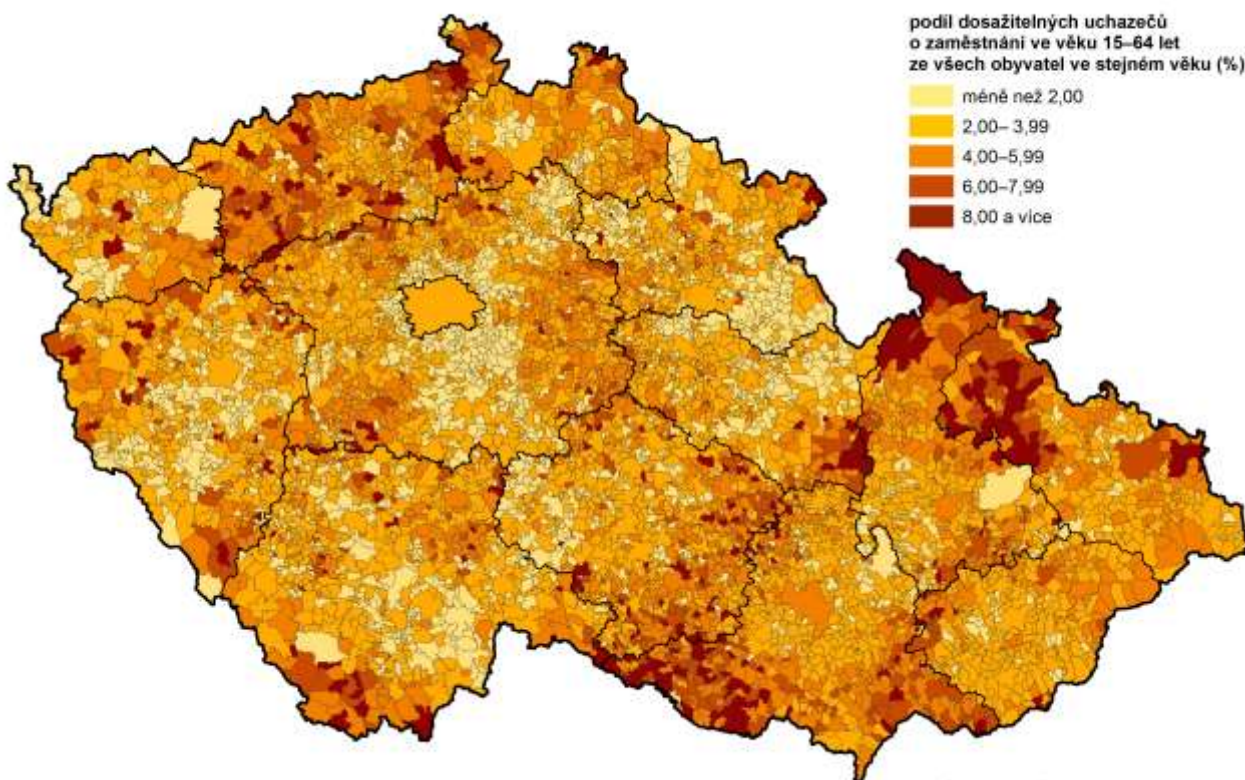 podíl dosažitelných uchazečů
o zaměstnání ve věku 15–64 let
ze všech obyvatel ve stejném věku (%)
méně než 2,00
2,00– 3,99
4,00–5,99
6,00–7,99
8,00 a více